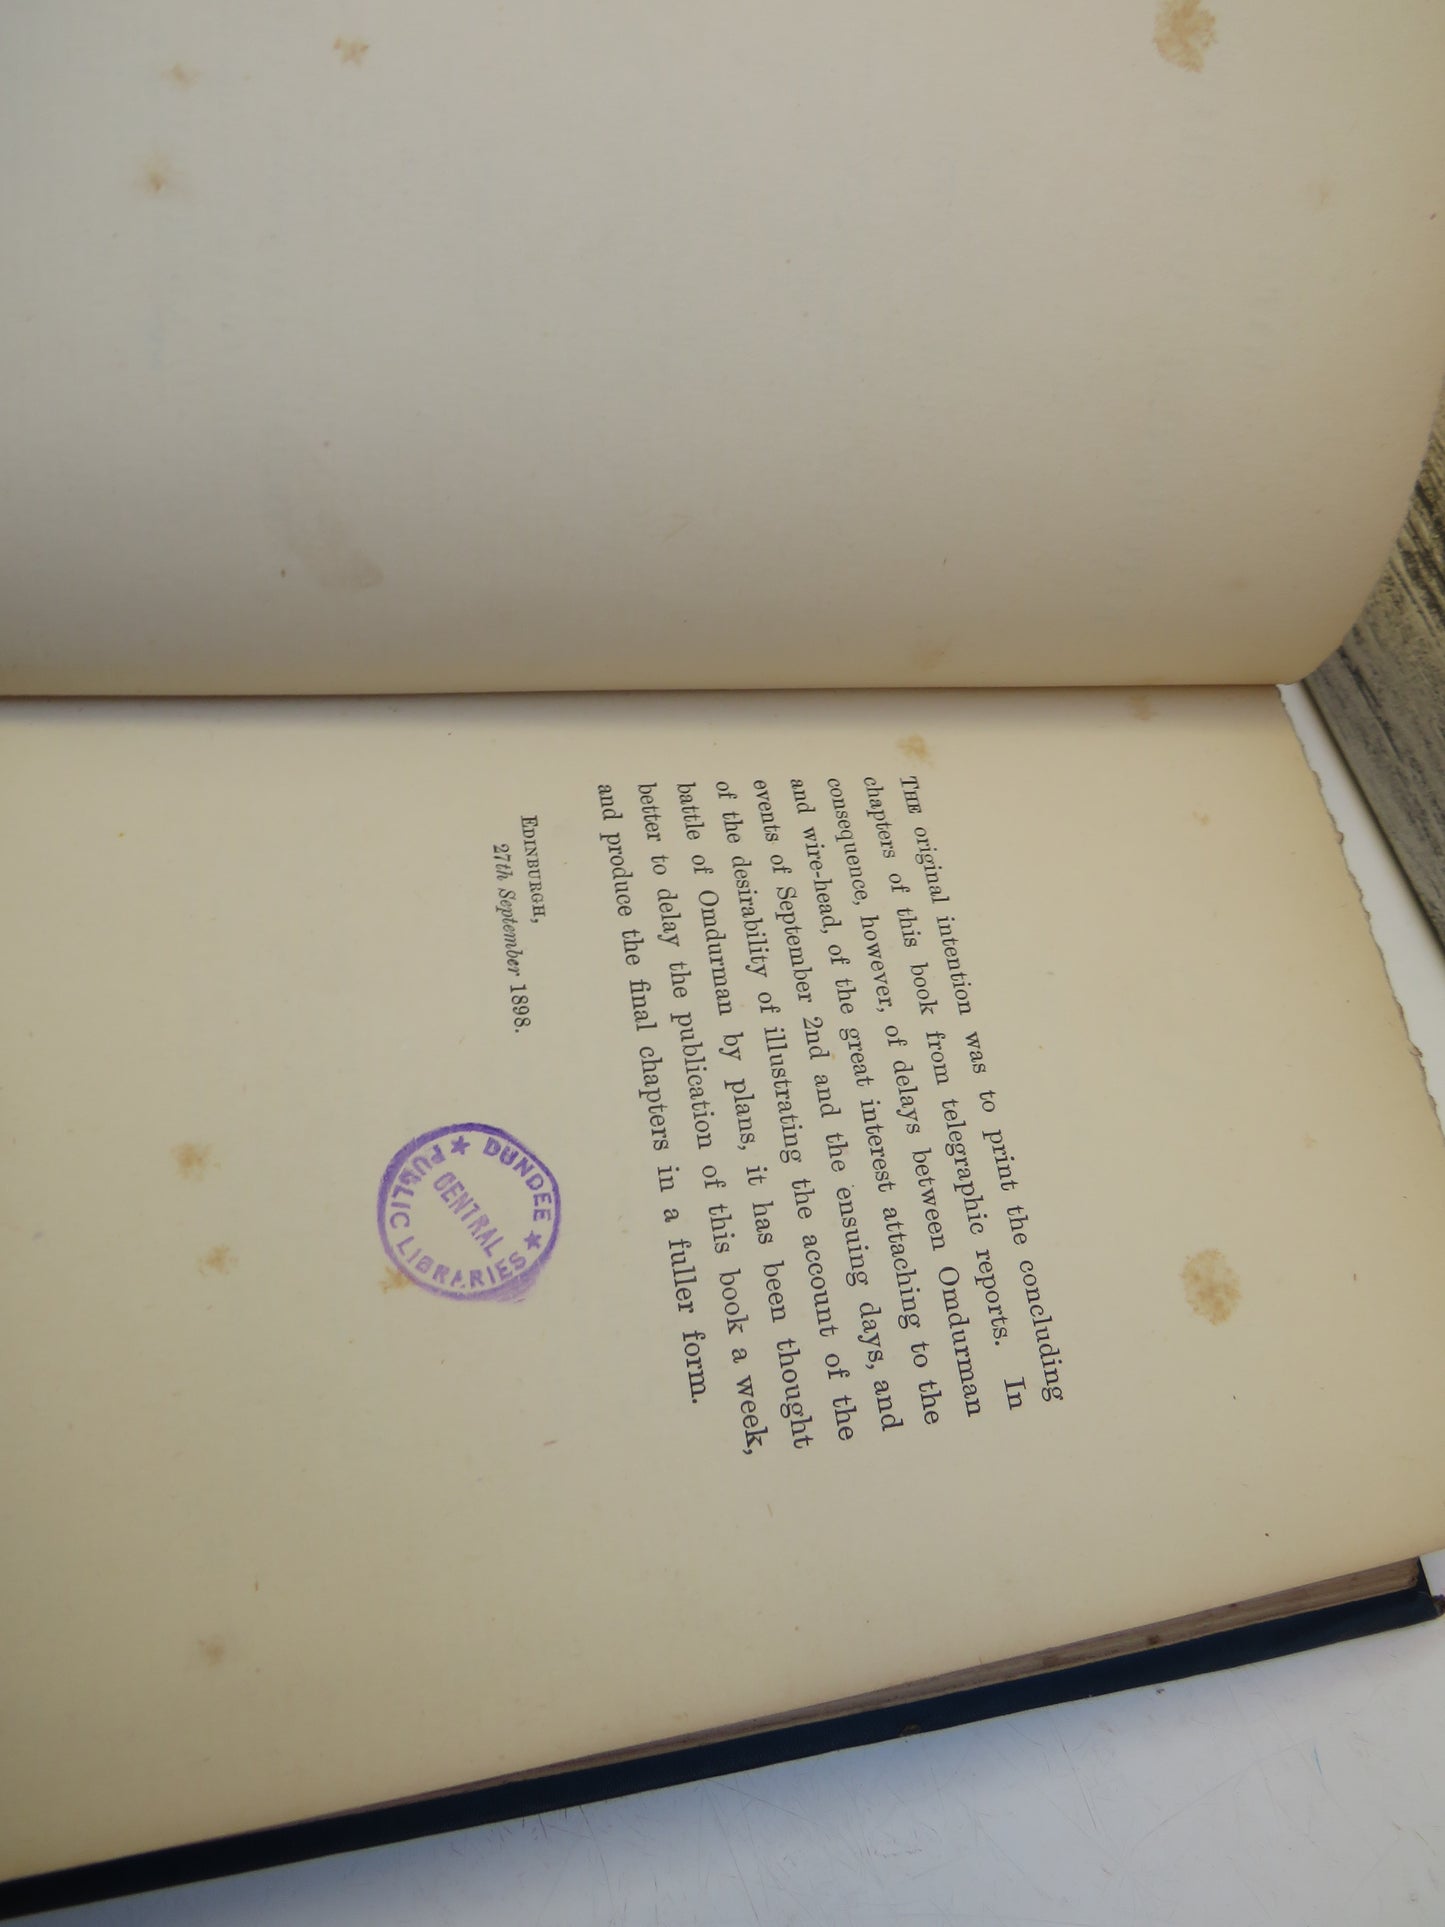 THE original intention was to print the concluding
chapters of this book from telegraphic reports. In
consequence, however, of delays between Omdurman
and wire-head, of the great interest attaching to the
events of September 2nd and the ensuing days, and
of the desirability of illustrating the account of the
battle of Omdurman by plans, it has been thought
better to delay the publication of this book a week,
and produce the final chapters in a fuller form.
EDINBURGH,
27th September 1898.
★ DUNDEE ★
CENTRAL
PUBLIC LIBRARIES